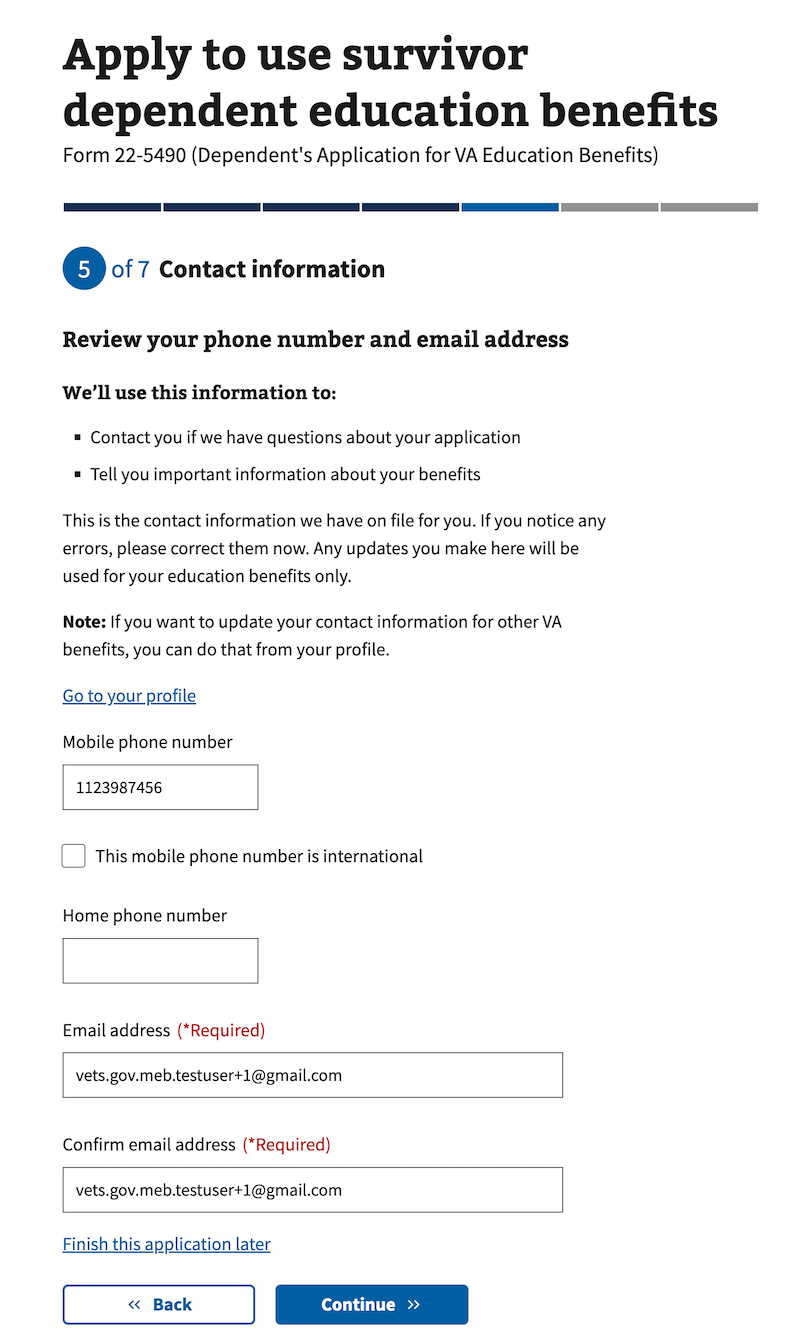 Apply to use survivor
dependent education benefits
Form 22-5490 (Dependent's Application for VA Education Benefits)
5 of 7 Contact information
Review your phone number and email address
We’ll use this information to:
▪ Contact you if we have questions about your application
▪ Tell you important information about your benefits
This is the contact information we have on file for you. If you notice any
errors, please correct them now. Any updates you make here will be
used for your education benefits only.
Note: If you want to update your contact information for other VA
benefits, you can do that from your profile.
Go to your profile
Mobile phone number
1123987456
This mobile phone number is international
Home phone number
Email address (*Required)
vets.gov.meb.testuser+1@gmail.com
Confirm email address (*Required)
vets.gov.meb.testuser+1@gmail.com
Finish this application later
« Back
Continue »